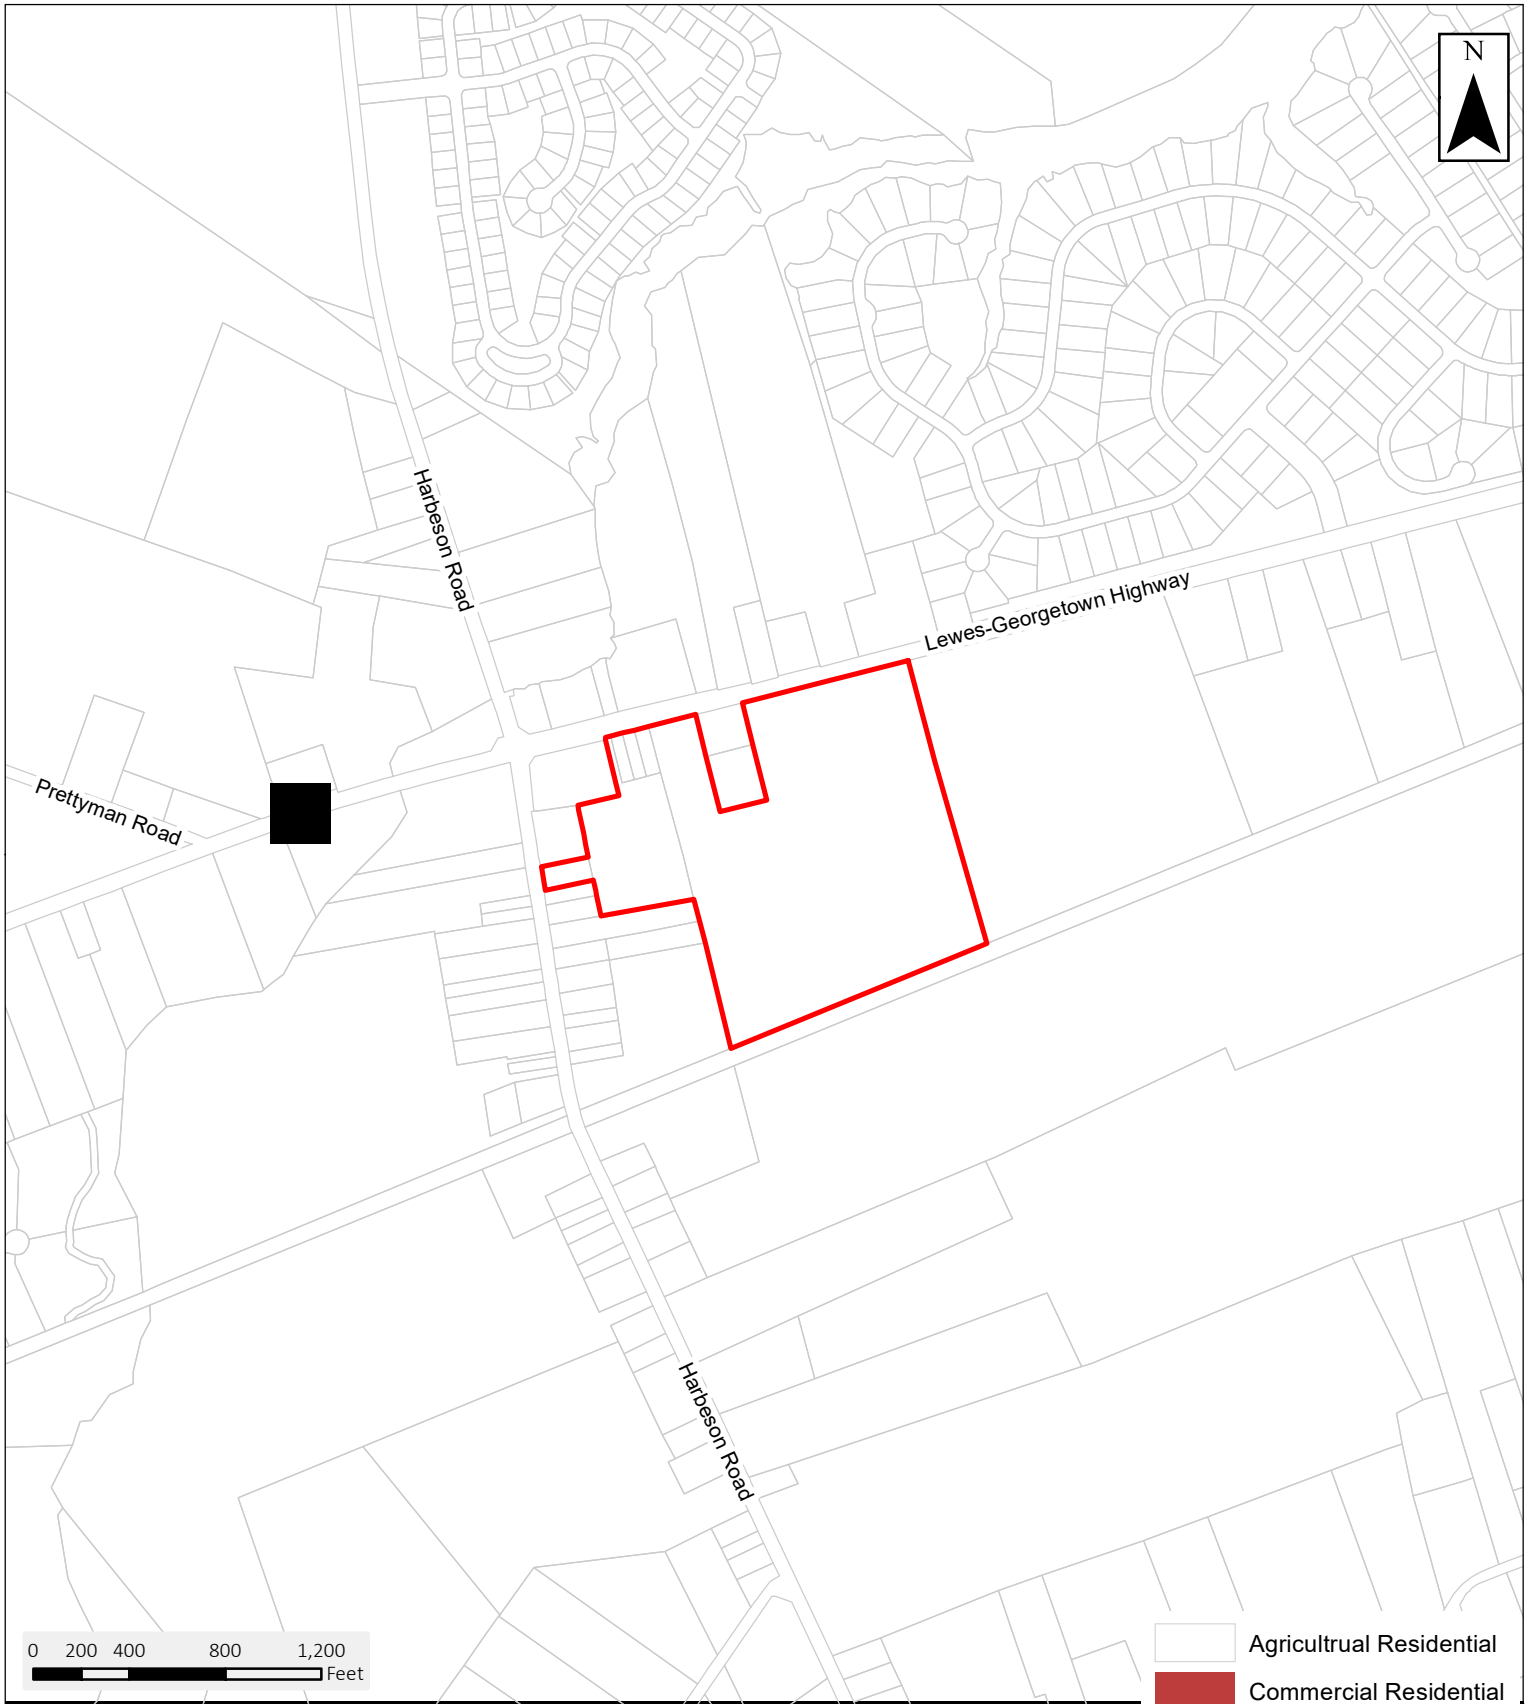 N
Harbeson Road
Lewes-Georgetown Highway
Prettyman Road
Harbeson Road
0 200 400 800 1,200
Feet
Agricultrual Residential
Commercial Residential